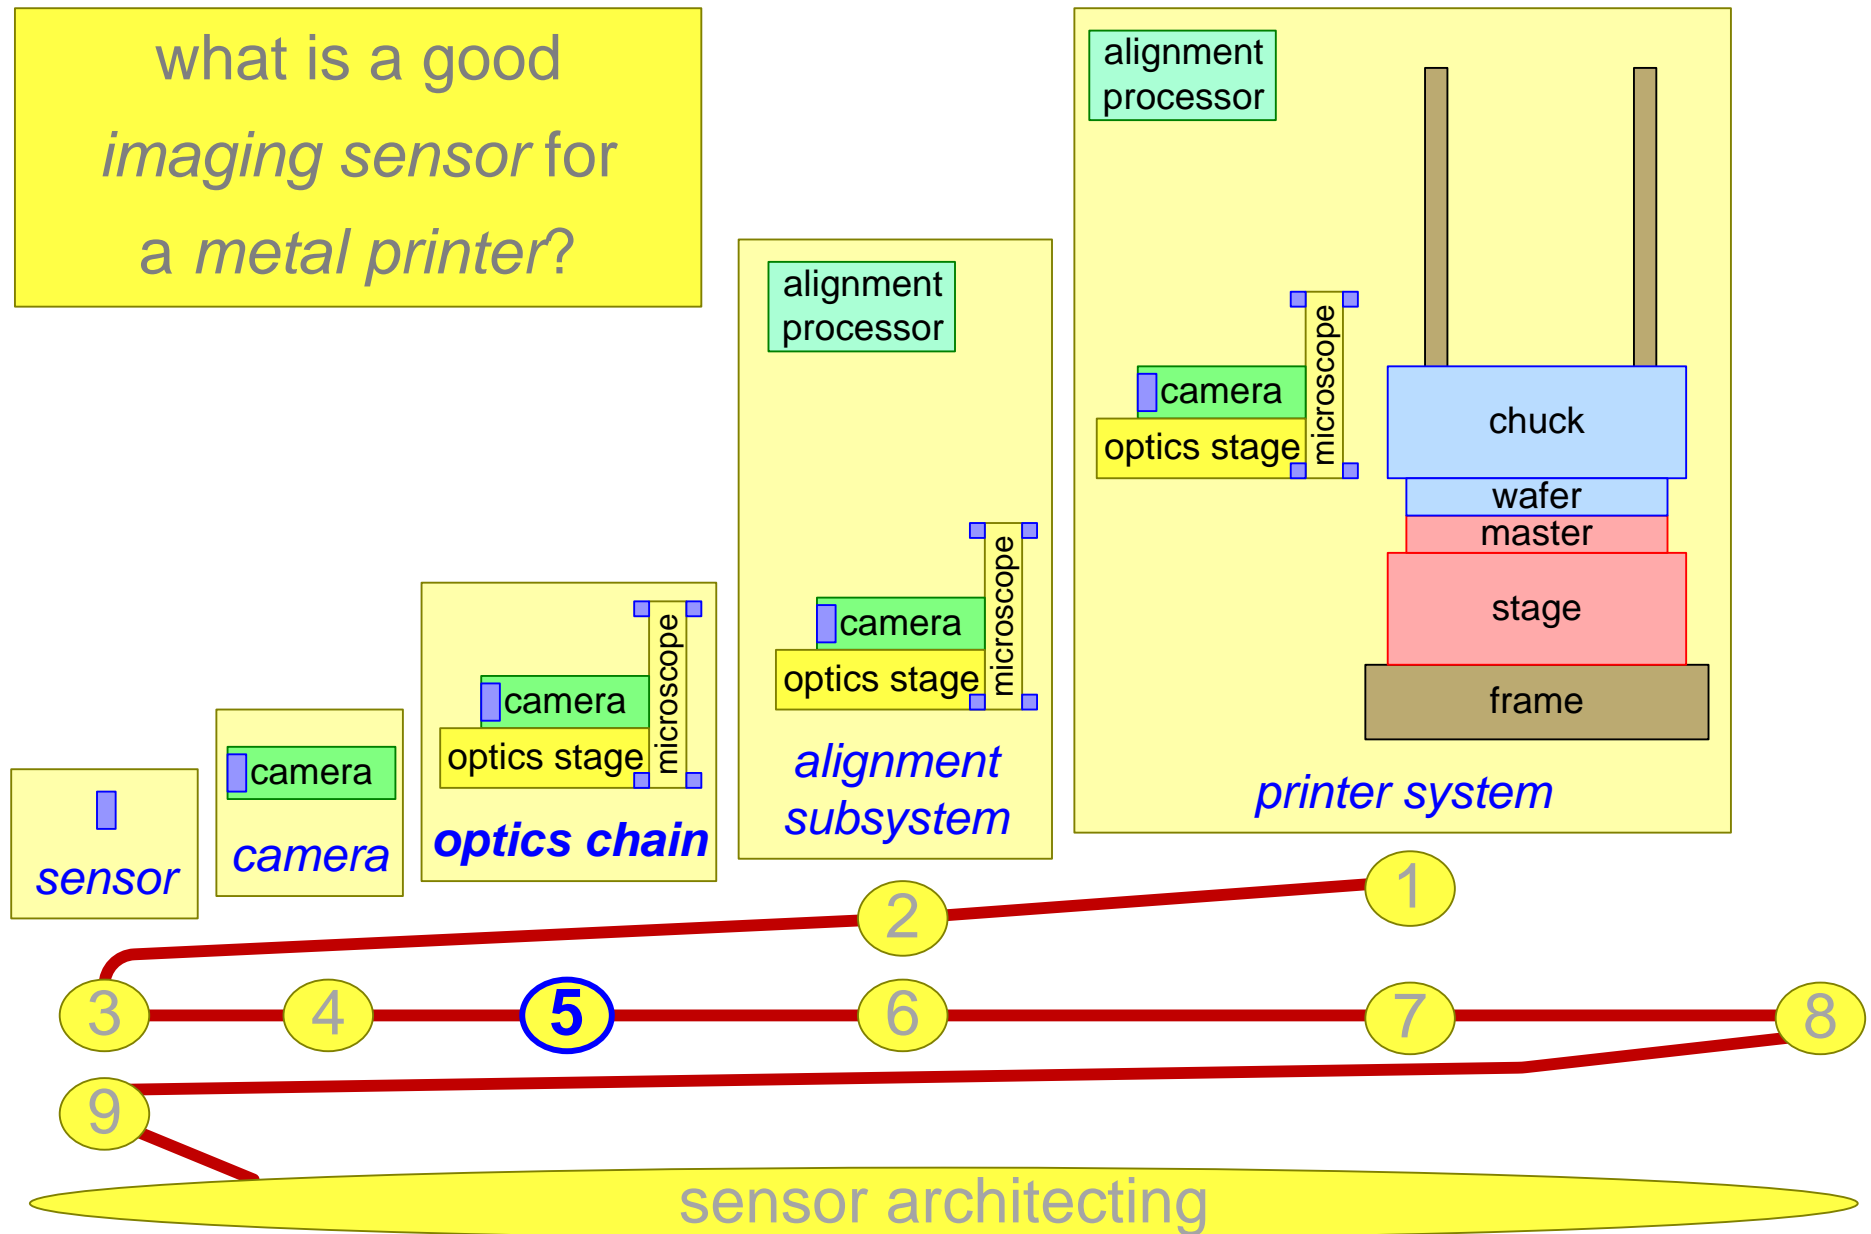 what is a good
imaging sensor for
a metal printer?
alignment
processor
microscope
camera
optics stage
chuck
wafer
master
stage
frame
printer system
alignment
processor
microscope
camera
optics stage
alignment
subsystem
microscope
camera
optics stage
optics chain
camera
camera
sensor
1
2
3
4
5
6
7
8
9
sensor architecting